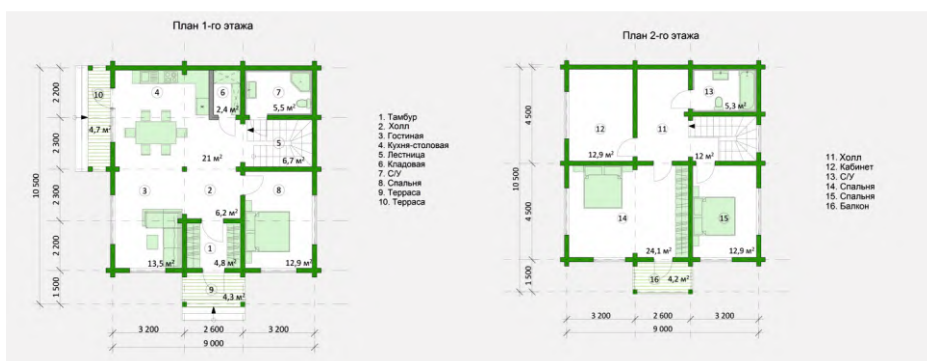 План 1-го этажа
4
6
7
10
2,4 м²
5,5 м²
4,7 м²
5
21 м²
6,7 м²
3
2
8
6,2 м²
1
13,5 м²
4,8 м²
12,9 м²
9
4,3 м²
2 200
2 300
2 300
2 200
1 500
10 500
3 200
2 600
3 200
9 000
1. Тамбур
2. Холл
3. Гостиная
4. Кухня-столовая
5. Лестница
6. Кладовая
7. С/У
8. Спальня
9. Терраса
10. Терраса
План 2-го этажа
13
5,3 м²
12
11
12,9 м²
12 м²
14
15
24,1 м²
12,9 м²
16
4,2 м²
4 500
4 500
1 500
10 500
3 200
2 600
3 200
9 000
11. Холл
12. Кабинет
13. С/У
14. Спальня
15. Спальня
16. Балкон